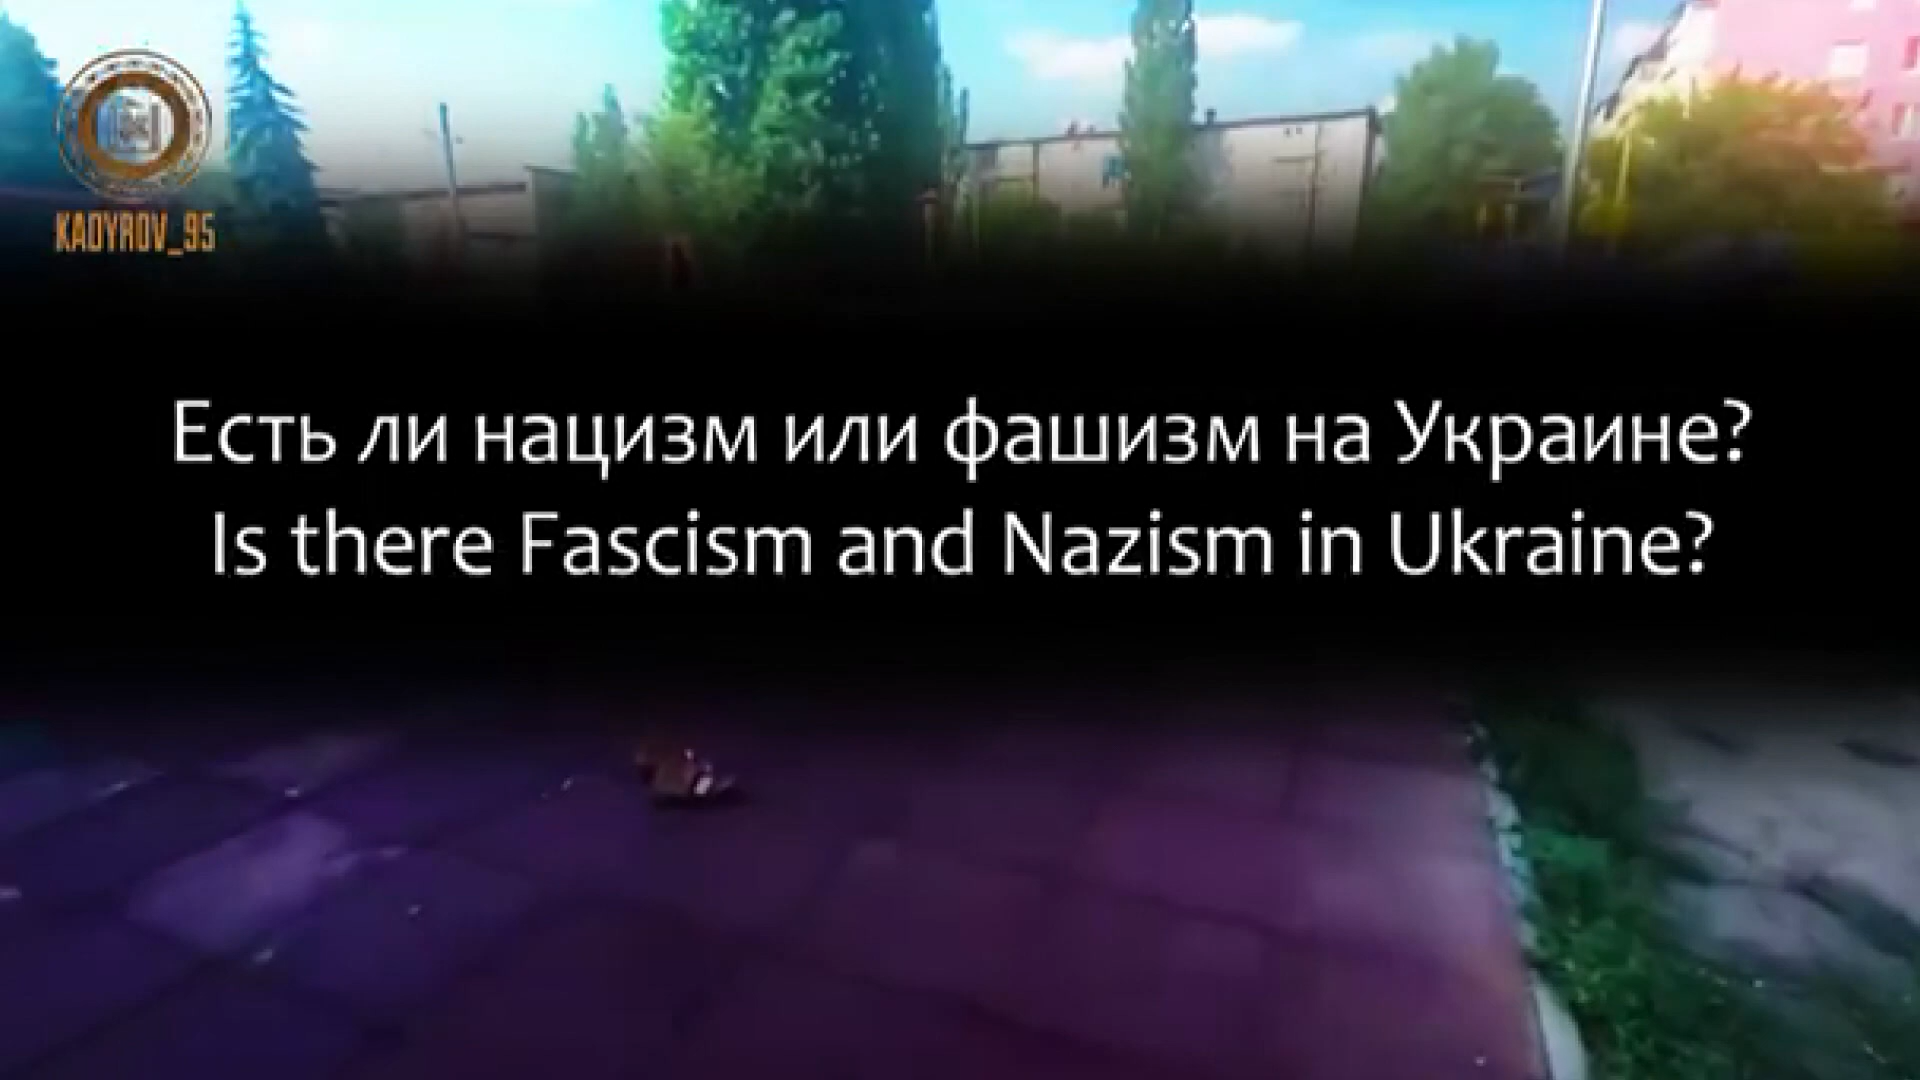 KADYROV_95
Есть ли нацизм или фашизм на Украине?
Is there Fascism and Nazism in Ukraine?